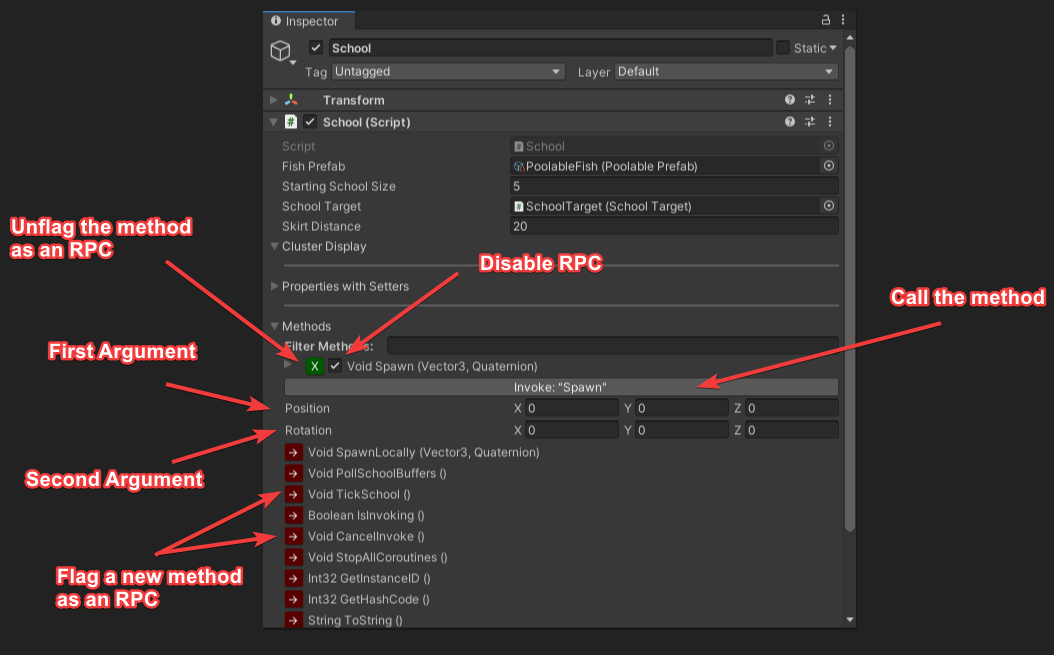 Inspector
School
Static
Tag Untagged Layer Default
Transform
School (Script)
Script School
Fish Prefab PoolableFish (Poolable Prefab)
Starting School Size 5
School Target SchoolTarget (School Target)
Skirt Distance 20
Unflag the method
as an RPC
Cluster Display
Disable RPC
Properties with Setters
Call the method
Methods
Filter Methods:
First Argument
X Void Spawn (Vector3, Quaternion)
Invoke: "Spawn"
Position X 0 Y 0 Z 0
Rotation X 0 Y 0 Z 0
Second Argument
Void SpawnLocally (Vector3, Quaternion)
Void PollSchoolBuffers ()
Void TickSchool ()
Boolean IsInvoking ()
Void CancelInvoke ()
Void StopAllCoroutines ()
Flag a new method
as an RPC
Int32 GetInstanceID ()
Int32 GetHashCode ()
String ToString ()